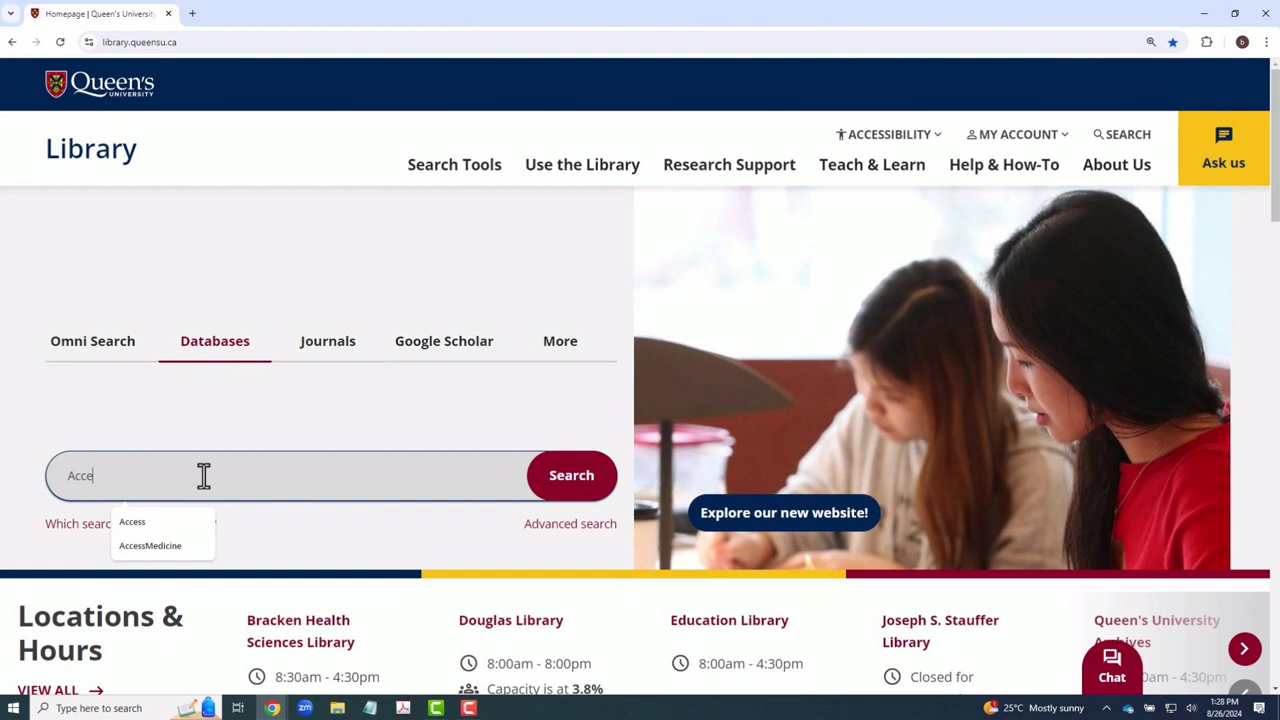 Homepage | Queen's University
library.queensu.ca
b
Queen's
UNIVERSITY
Library
ACCESSIBILITY
MY ACCOUNT
SEARCH
Ask us
Search Tools
Use the Library
Research Support
Teach & Learn
Help & How-To
About Us
Omni Search
Databases
Journals
Google Scholar
More
Acce
Search
Which
Advanced search
Access
AccessMedicine
Explore our new website!
Locations &
Hours
VIEW ALL
Bracken Health
Sciences Library
8:30am - 4:30pm
Douglas Library
8:00am - 8:00pm
Capacity is at 3.8%
Education Library
8:00am - 4:30pm
Joseph S. Stauffer
Library
Closed for
Queen's University
Archives
am - 4:30pm
Chat
Type here to search
25°C Mostly sunny
1:28 PM
8/26/2024